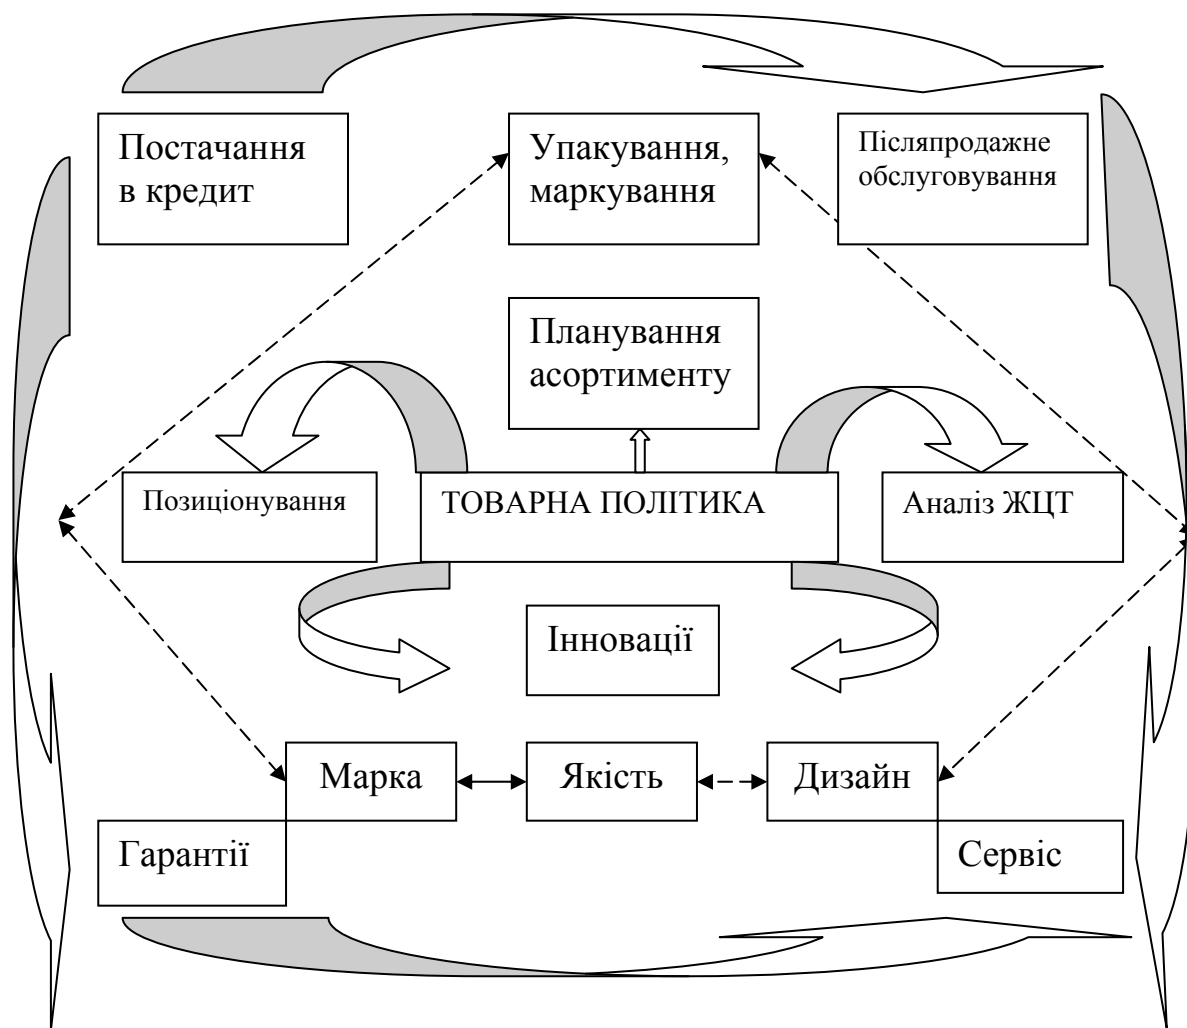 Постачання
в кредит
Упакування,
маркування
Післяпродажне
обслуговування
Планування
асортименту
Позиціонування
ТОВАРНА ПОЛІТИКА
Аналіз ЖЦТ
Інновації
Марка
Якість
Дизайн
Гарантії
Сервіс